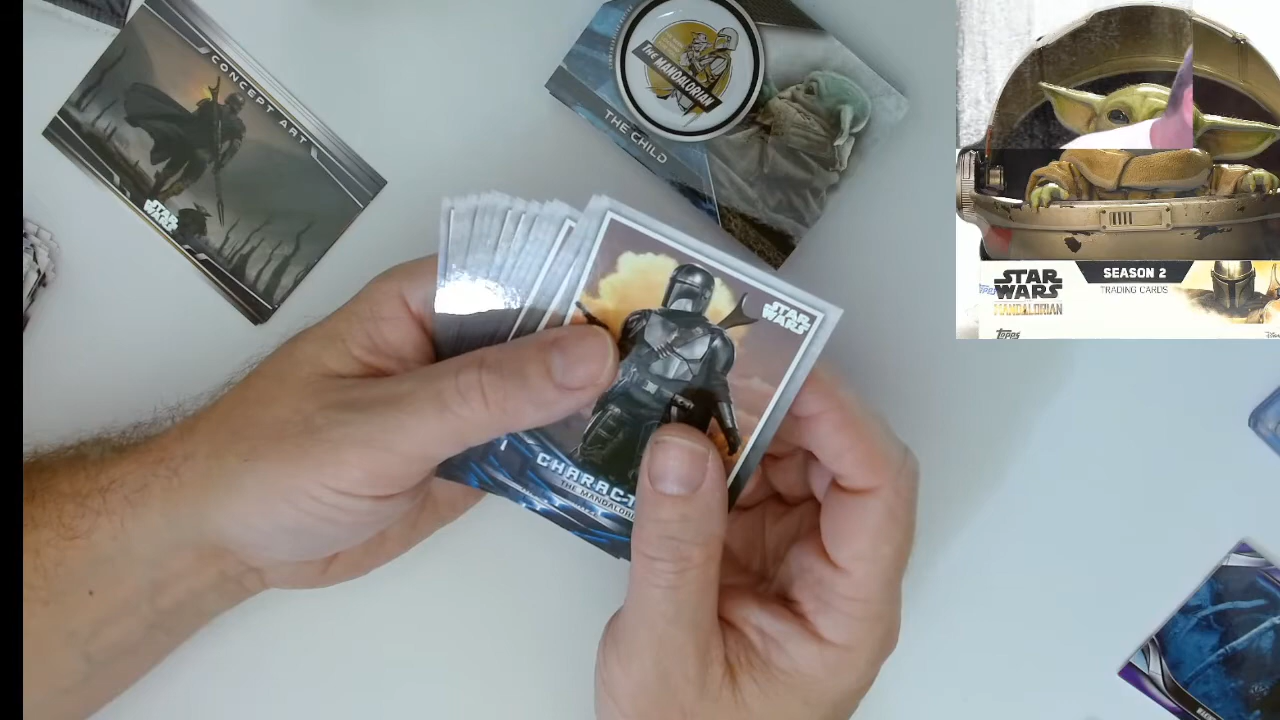 CONCEPT ART
STAR
WARS
THE MANDALORIAN
THE CHILD
STAR
WARS
CHARACT
THE MANDALORI
STAR
WARS
MANDALORIAN
SEASON 2
TRADING CARDS
Topps